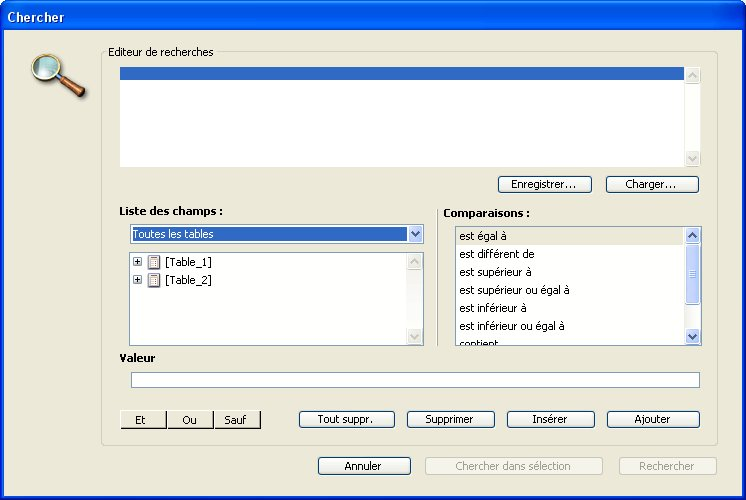 Chercher
Editeur de recherches
Enregistrer...
Charger...
Liste des champs :
Comparaisons :
Toutes les tables
[Table_1]
[Table_2]
est égal à
est différent de
est supérieur à
est supérieur ou égal à
est inférieur à
est inférieur ou égal à
contient
Valeur
Et
Ou
Sauf
Tout suppr.
Supprimer
Insérer
Ajouter
Annuler
Chercher dans sélection
Rechercher